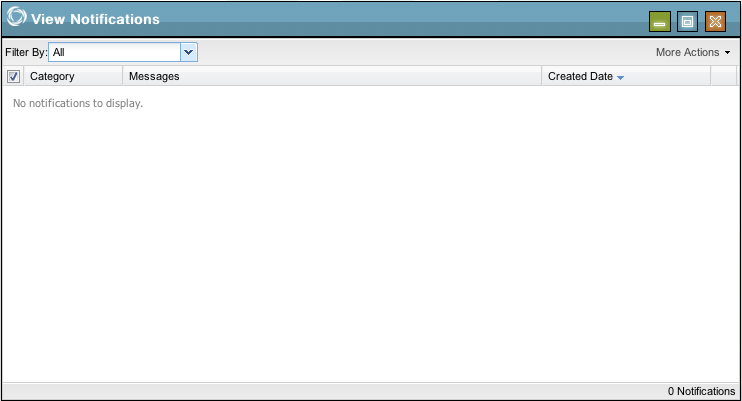 View Notifications
Filter By: All More Actions
Category Messages Created Date
No notifications to display.
0 Notifications